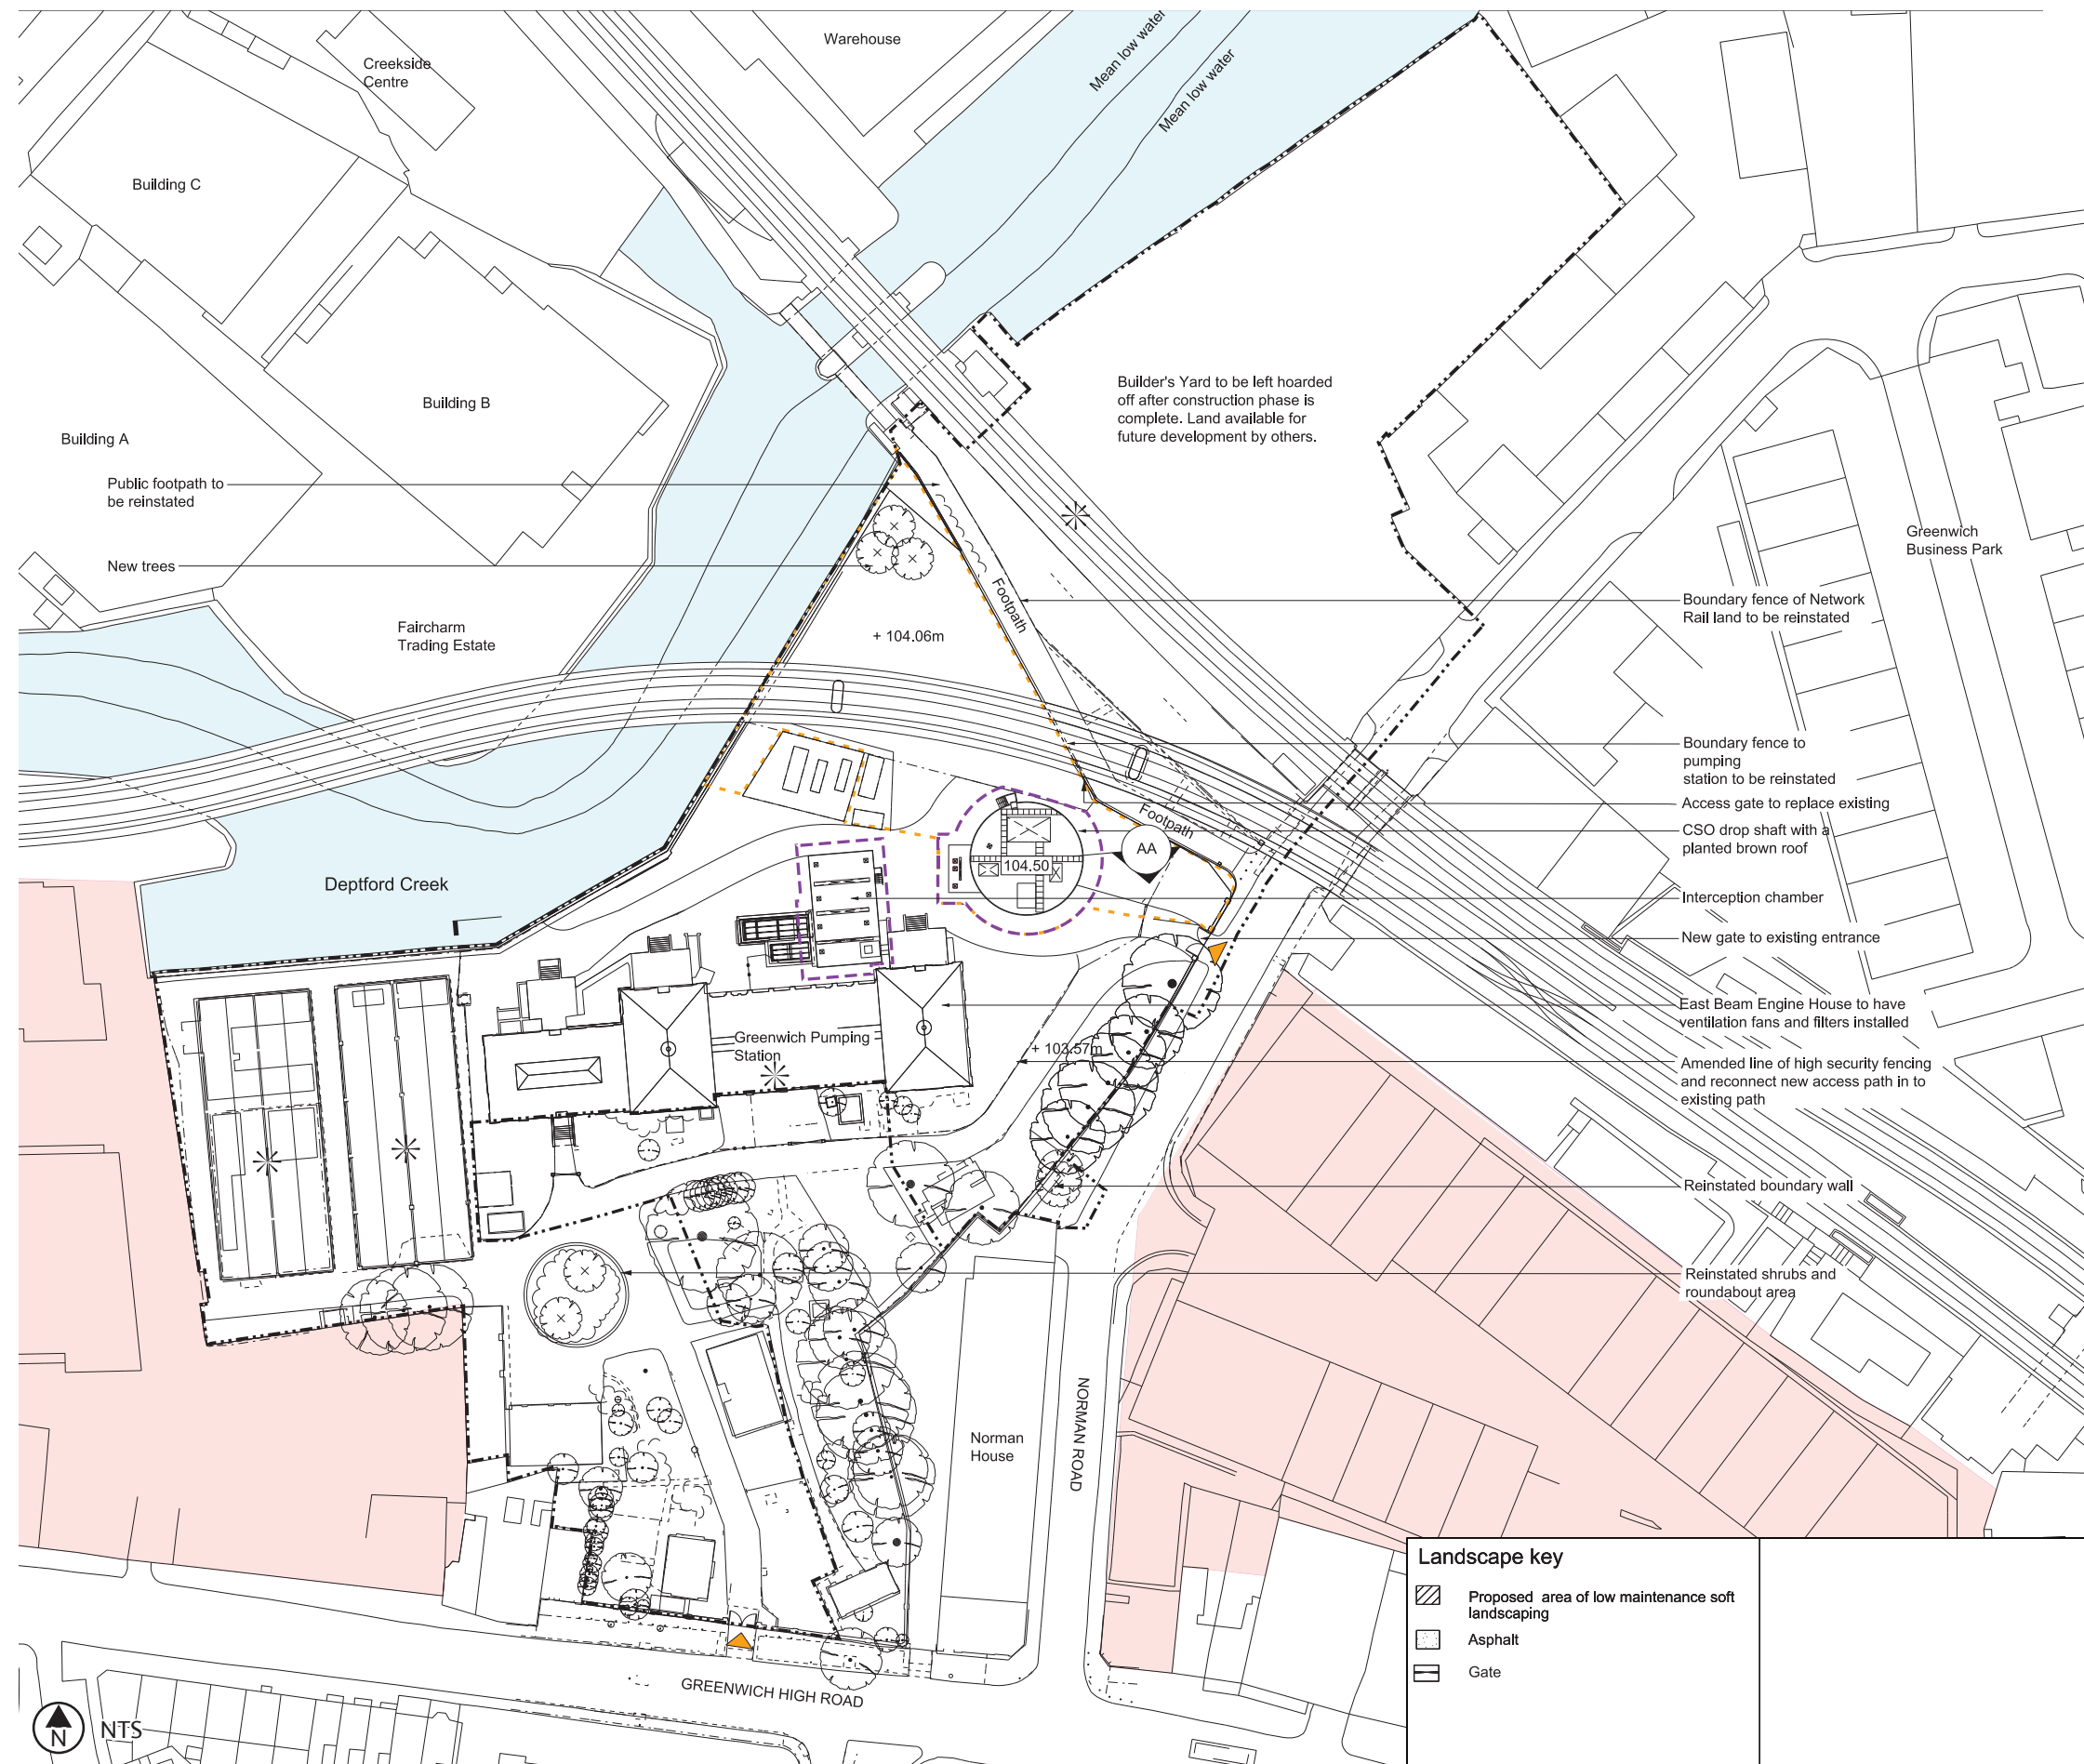 Warehouse
Creekside
Centre
Mean low water
Mean low water
Building C
Builder's Yard to be left hoarded
off after construction phase is
complete. Land available for
future development by others.
Building B
Building A
Public footpath to
be reinstated
New trees
Greenwich
Business Park
Footpath
Boundary fence of Network
Rail land to be reinstated
Faircharm
Trading Estate
+ 104.06m
Boundary fence to
pumping
station to be reinstated
Access gate to replace existing
Footpath
CSO drop shaft with a
planted brown roof
AA
104.50
Deptford Creek
Interception chamber
New gate to existing entrance
East Beam Engine House to have
ventilation fans and filters installed
Greenwich Pumping
Station
+ 103.57m
Amended line of high security fencing
and reconnect new access path in to
existing path
Reinstated boundary wall
Reinstated shrubs and
roundabout area
Norman
House
NORMAN ROAD
GREENWICH HIGH ROAD
Landscape key
Proposed area of low maintenance soft
landscaping
Asphalt
Gate
N
NTS